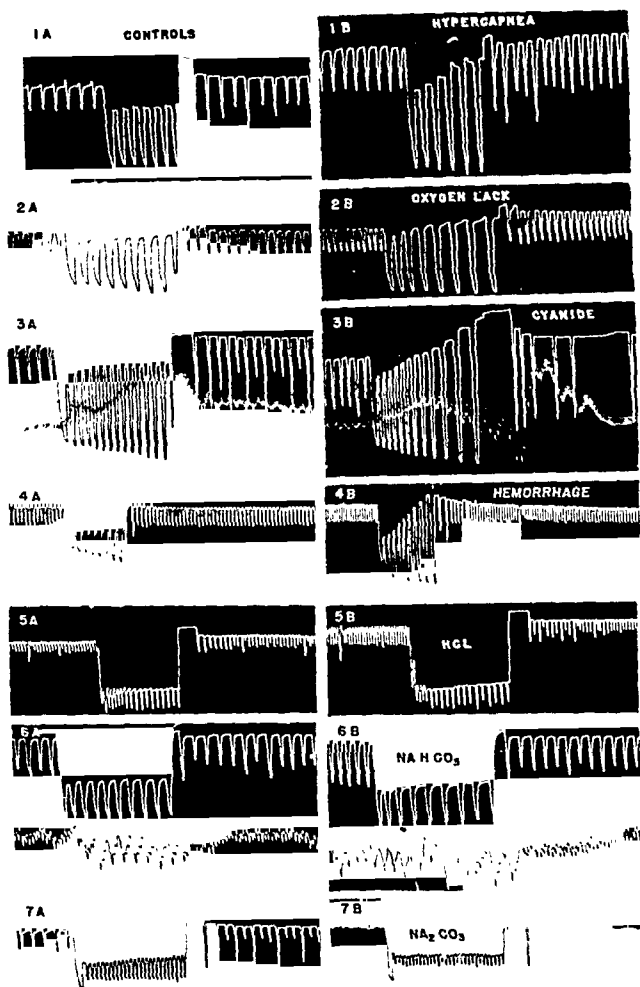 1A CONTROLS
1B HYPERCAPNEA
2A
2B OXYGEN LACK
3A
3B CYANIDE
4A
4B HEMORRHAGE
5A
5B HCL
6A
6B NA H CO3
7A
7B NA2 CO3